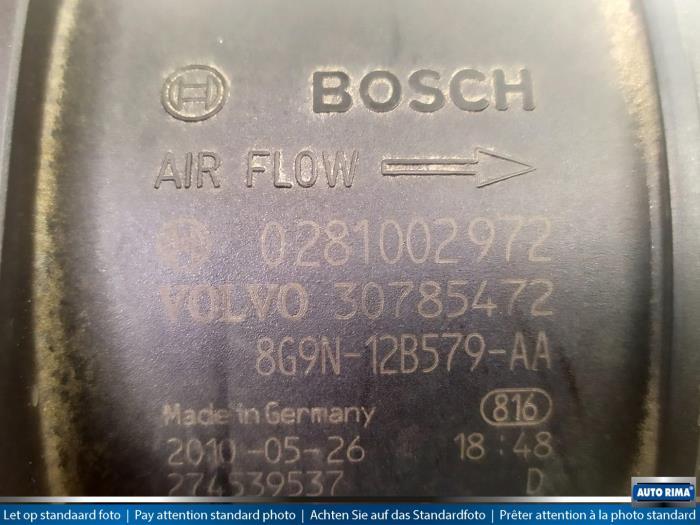 BOSCH
AIR FLOW
0281002972
VOLVO 30785472
8G9N-12B579-AA
Made in Germany 816
2010-05-26 18:48
274539537 D
AUTO RIMA
Let op standaard foto | Pay attention standard photo | Achten Sie auf das Standardfoto | Prêter attention à la photo standard